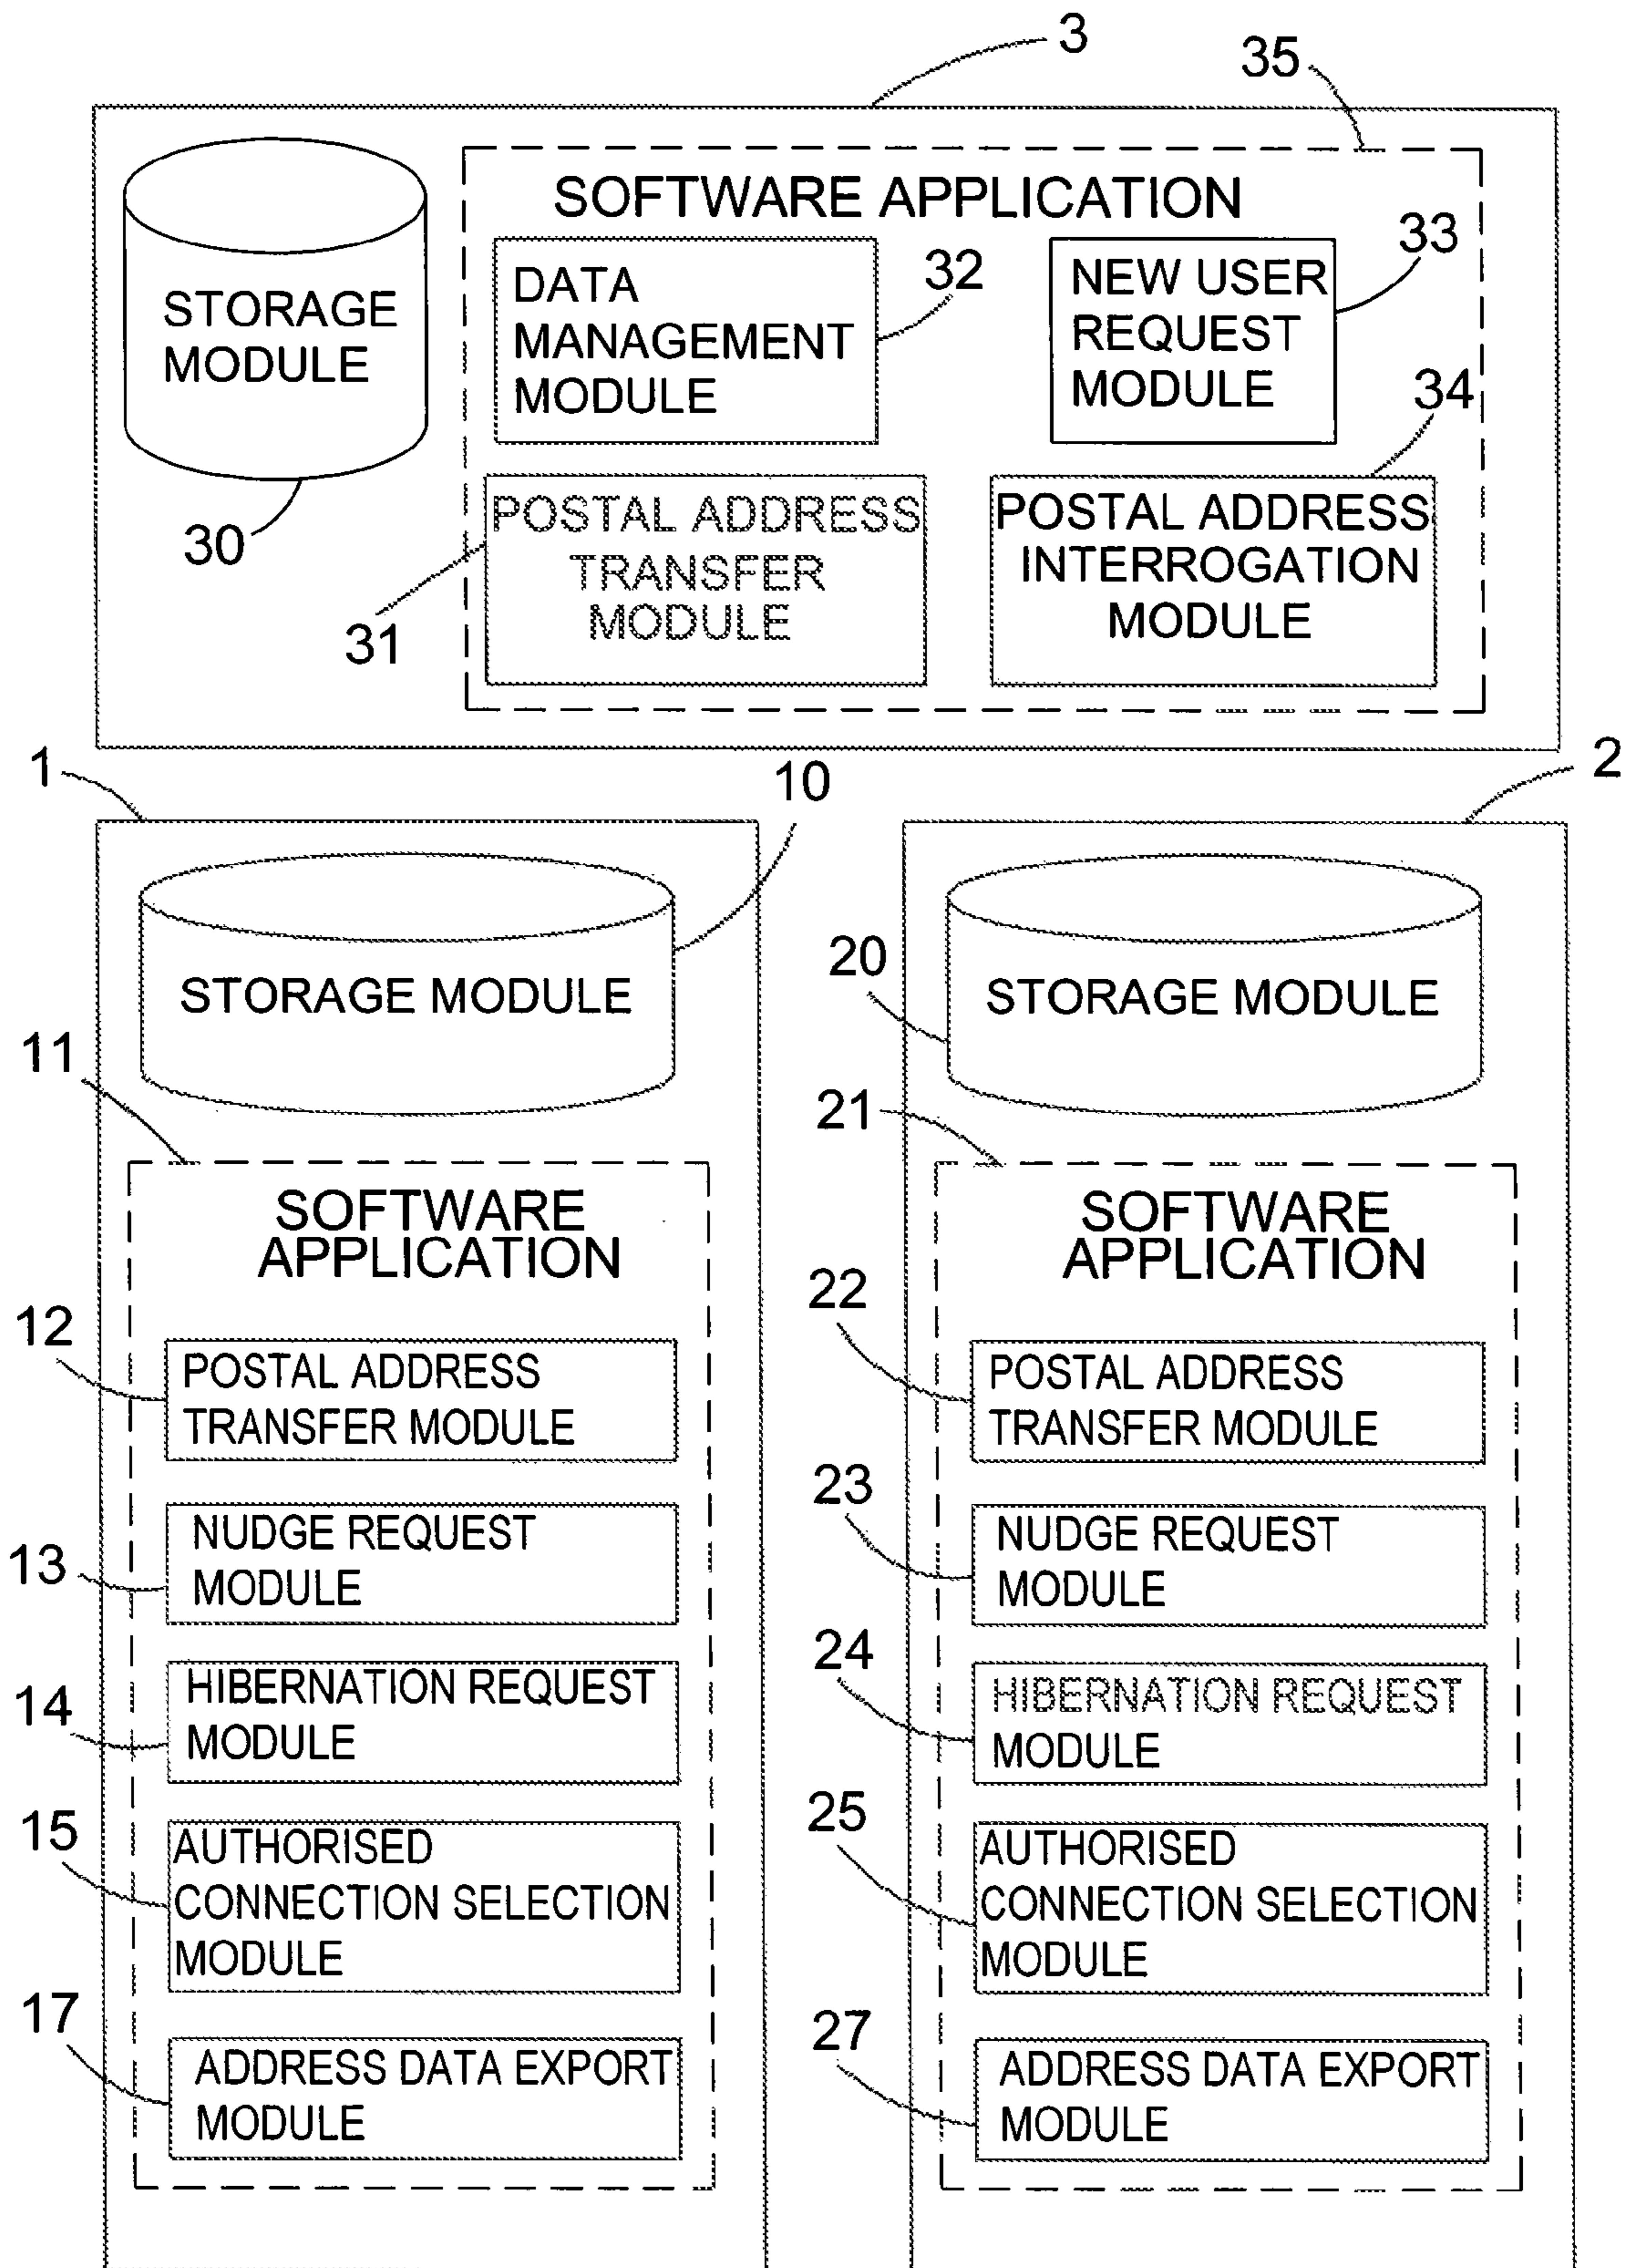 3
35
SOFTWARE APPLICATION
STORAGE
MODULE
30
DATA
MANAGEMENT
MODULE
32
NEW USER
REQUEST
MODULE
33
POSTAL ADDRESS
TRANSFER
MODULE
31
POSTAL ADDRESS
INTERROGATION
MODULE
34
1
10
STORAGE MODULE
11
SOFTWARE
APPLICATION
12
POSTAL ADDRESS
TRANSFER MODULE
13
NUDGE REQUEST
MODULE
14
HIBERNATION REQUEST
MODULE
15
AUTHORISED
CONNECTION SELECTION
MODULE
17
ADDRESS DATA EXPORT
MODULE
2
20
STORAGE MODULE
21
SOFTWARE
APPLICATION
22
POSTAL ADDRESS
TRANSFER MODULE
23
NUDGE REQUEST
MODULE
24
HIBERNATION REQUEST
MODULE
25
AUTHORISED
CONNECTION SELECTION
MODULE
27
ADDRESS DATA EXPORT
MODULE